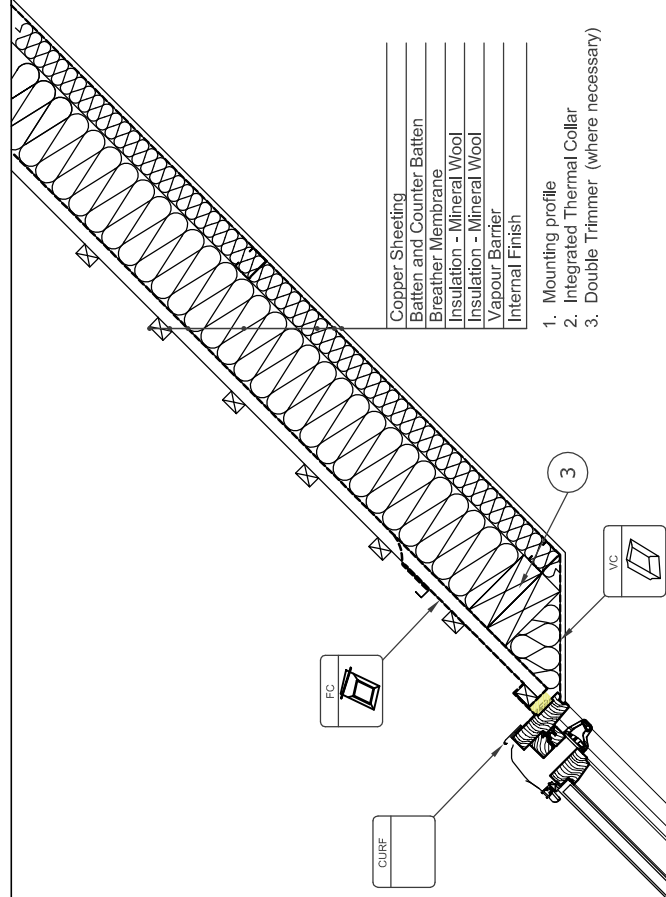 Copper Sheeting
Batten and Counter Batten
Breather Membrane
Insulation - Mineral Wool
Insulation - Mineral Wool
Vapour Barrier
Internal Finish
1. Mounting profile
2. Integrated Thermal Collar
3. Double Trimmer (where necessary)
CURF
FC
VC
3